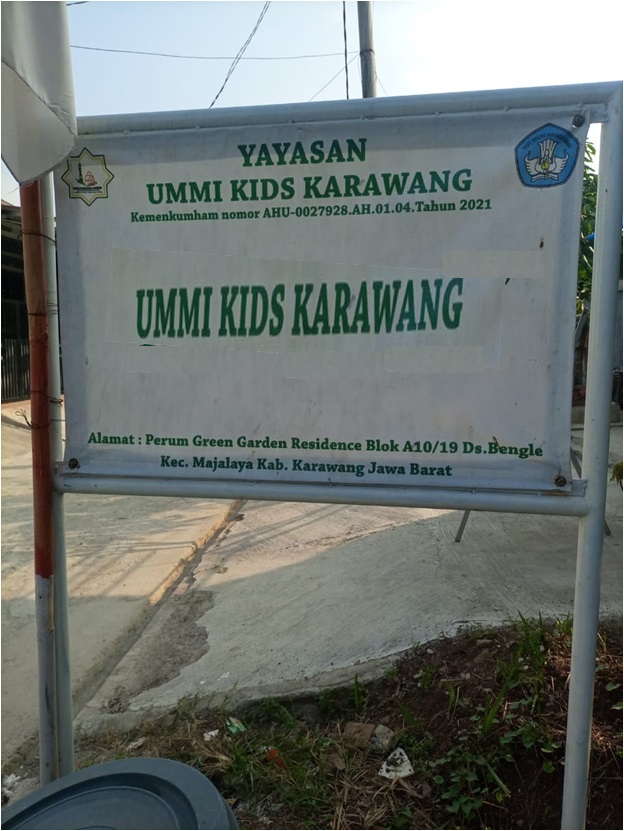 YAYASAN
UMMI KIDS KARAWANG
Kemenkumham nomor AHU-0027928.AH.01.04.Tahun 2021
UMMI KIDS KARAWANG
Alamat : Perum Green Garden Residence Blok A10/19 Ds.Bengle
Kec. Majalaya Kab. Karawang Jawa Barat